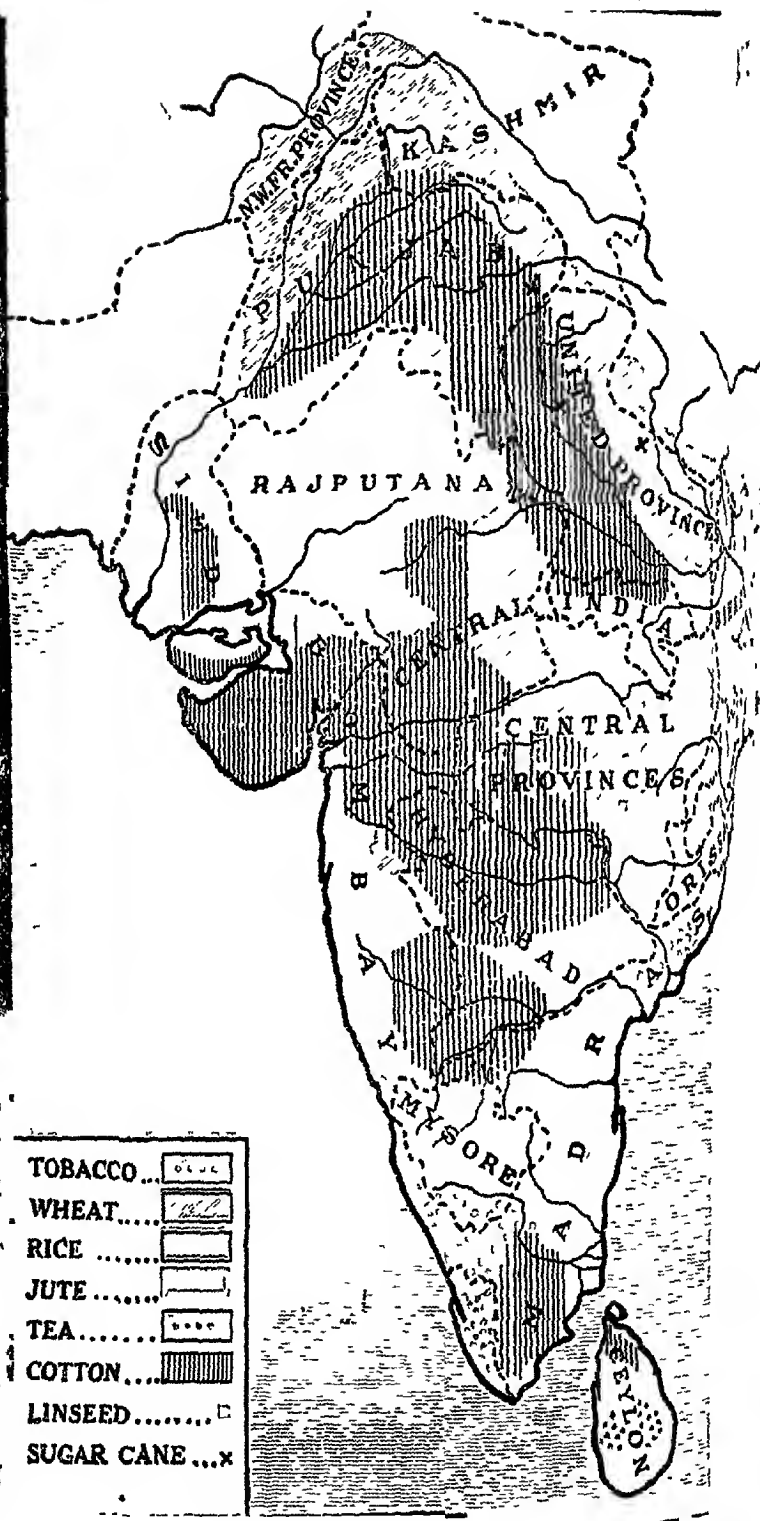 N.W.FR.PROVINCE
KASHMIR
PUNJAB
UNITED PROVINCES
SIND
RAJPUTANA
CENTRAL INDIA
CENTRAL
PROVINCES
BOMBAY
HYDERABAD
ORISSA
MADRAS
MYSORE
CEYLON
TOBACCO...
WHEAT.....
RICE .......
JUTE .......
TEA........
COTTON....
LINSEED........
SUGAR CANE...x